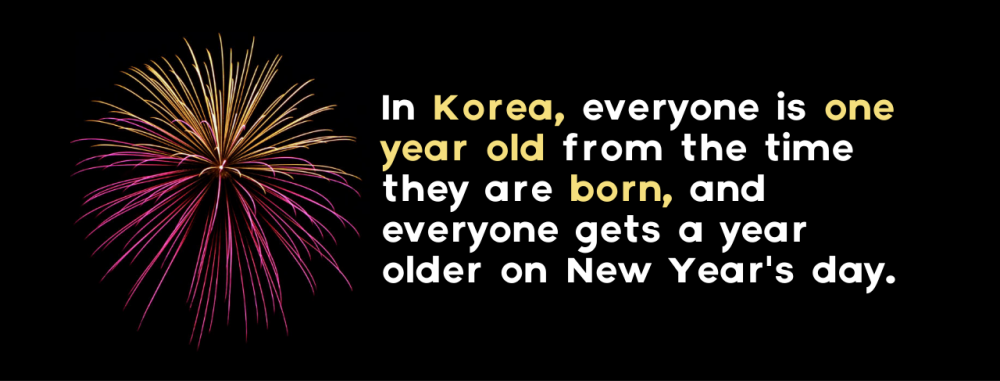 In Korea, everyone is one
year old from the time
they are born, and
everyone gets a year
older on New Year's day.